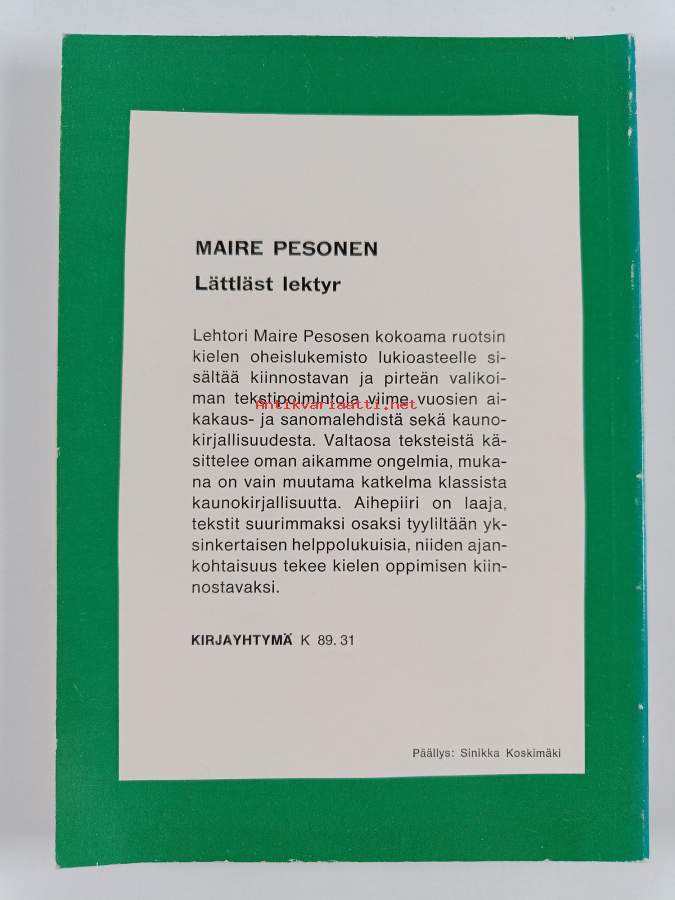 MAIRE PESONEN
Lättläst lektyr
Lehtori Maire Pesosen kokoama ruotsin
kielen oheislukemisto lukioasteelle si-
sältää kiinnostavan ja pirteän valikoi-
man tekstipoimintoja viime vuosien ai-
Antikvariaatti.net
kakaus- ja sanomalehdistä sekä kauno-
kirjallisuudesta. Valtaosa teksteistä kä-
sittelee oman aikamme ongelmia, muka-
na on vain muutama katkelma klassista
kaunokirjallisuutta. Aihepiiri on laaja,
tekstit suurimmaksi osaksi tyyliltään yk-
sinkertaisen helppolukuisia, niiden ajan-
kohtaisuus tekee kielen oppimisen kiin-
nostavaksi.
KIRJAYHTYMÄ K 89.31
Päällys: Sinikka Koskimäki